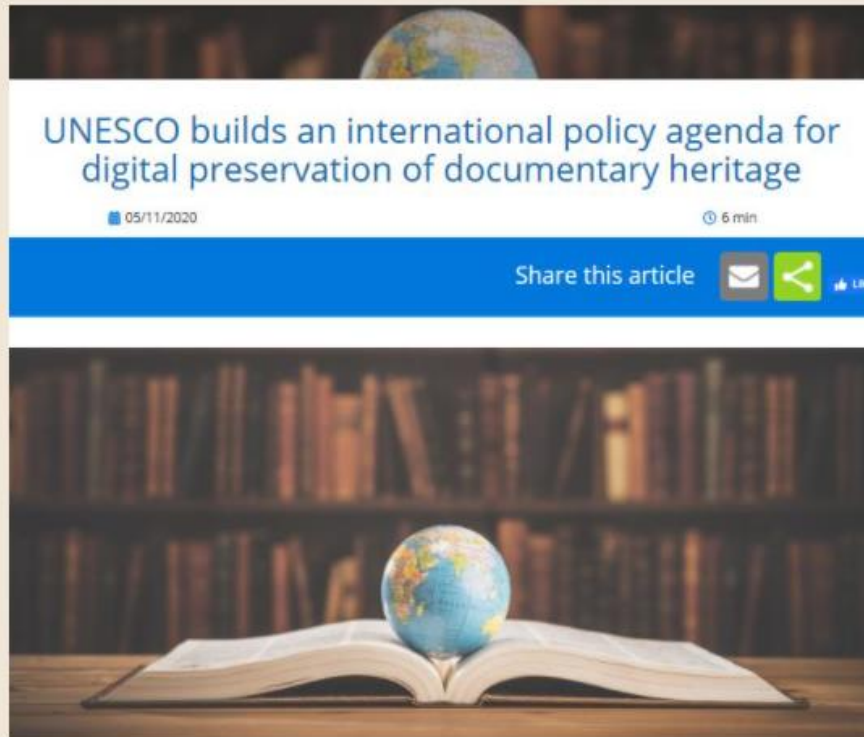 UNESCO builds an international policy agenda for
digital preservation of documentary heritage
05/11/2020
6 min
Share this article